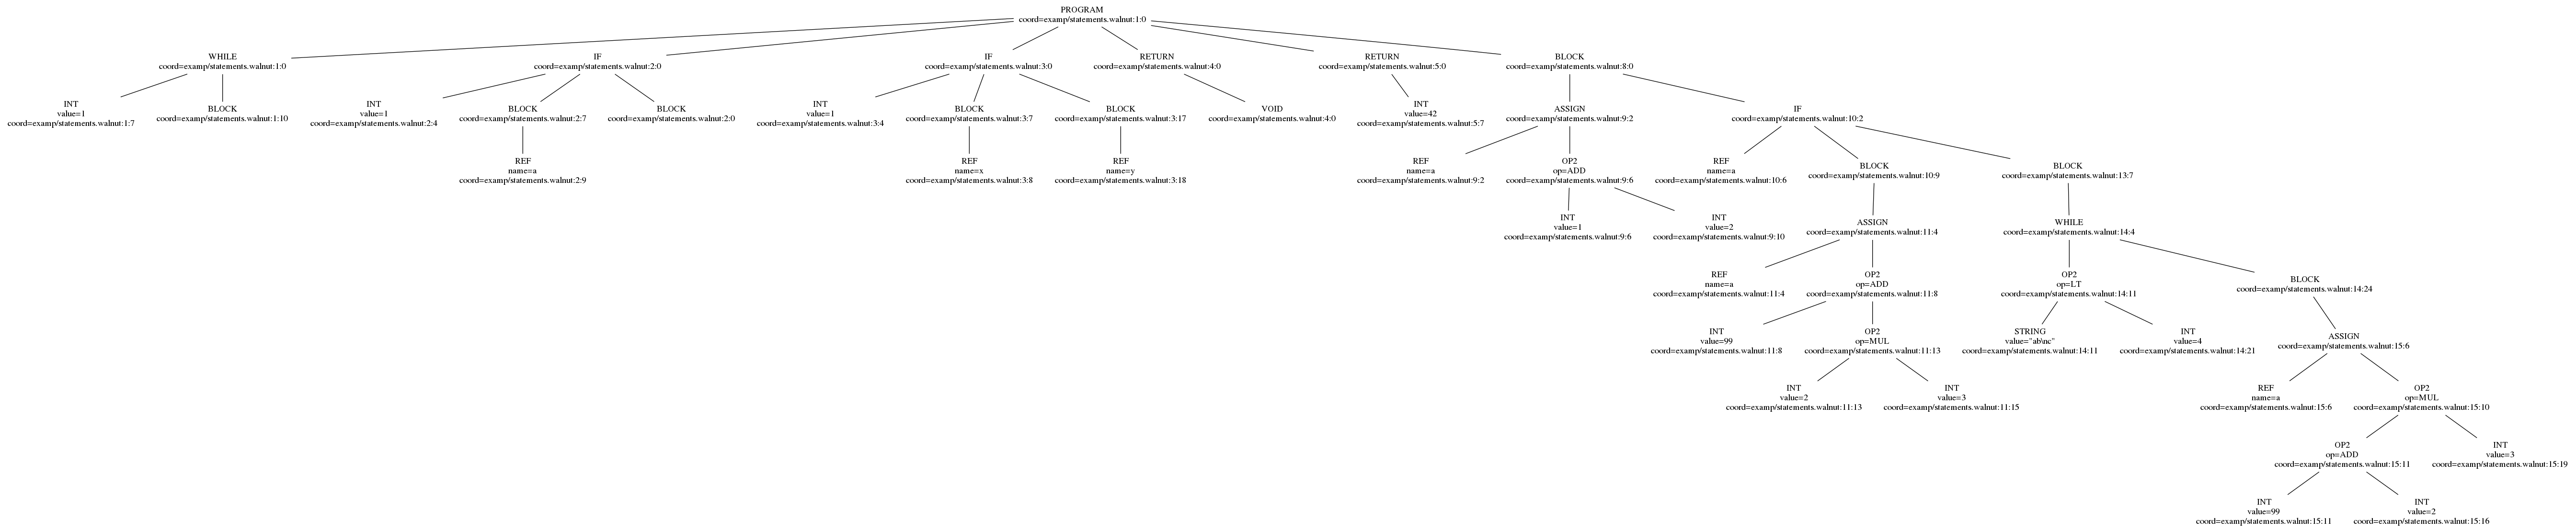 PROGRAM
coord=examp/statements.walnut:1:0
WHILE
coord=examp/statements.walnut:1:0
IF
coord=examp/statements.walnut:2:0
IF
coord=examp/statements.walnut:3:0
RETURN
coord=examp/statements.walnut:4:0
RETURN
coord=examp/statements.walnut:5:0
BLOCK
coord=examp/statements.walnut:8:0
INT
value=1
coord=examp/statements.walnut:1:7
BLOCK
coord=examp/statements.walnut:1:10
INT
value=1
coord=examp/statements.walnut:2:4
BLOCK
coord=examp/statements.walnut:2:7
BLOCK
coord=examp/statements.walnut:2:0
INT
value=1
coord=examp/statements.walnut:3:4
BLOCK
coord=examp/statements.walnut:3:7
BLOCK
coord=examp/statements.walnut:3:17
VOID
coord=examp/statements.walnut:4:0
INT
value=42
coord=examp/statements.walnut:5:7
ASSIGN
coord=examp/statements.walnut:9:2
IF
coord=examp/statements.walnut:10:2
REF
name=a
coord=examp/statements.walnut:2:9
REF
name=x
coord=examp/statements.walnut:3:8
REF
name=y
coord=examp/statements.walnut:3:18
REF
name=a
coord=examp/statements.walnut:9:2
OP2
op=ADD
coord=examp/statements.walnut:9:6
REF
name=a
coord=examp/statements.walnut:10:6
BLOCK
coord=examp/statements.walnut:10:9
BLOCK
coord=examp/statements.walnut:13:7
INT
value=1
coord=examp/statements.walnut:9:6
INT
value=2
coord=examp/statements.walnut:9:10
ASSIGN
coord=examp/statements.walnut:11:4
WHILE
coord=examp/statements.walnut:14:4
REF
name=a
coord=examp/statements.walnut:11:4
OP2
op=ADD
coord=examp/statements.walnut:11:8
OP2
op=LT
coord=examp/statements.walnut:14:11
BLOCK
coord=examp/statements.walnut:14:24
INT
value=99
coord=examp/statements.walnut:11:8
OP2
op=MUL
coord=examp/statements.walnut:11:13
STRING
value="ab\nc"
coord=examp/statements.walnut:14:11
INT
value=4
coord=examp/statements.walnut:14:21
ASSIGN
coord=examp/statements.walnut:15:6
INT
value=2
coord=examp/statements.walnut:11:13
INT
value=3
coord=examp/statements.walnut:11:15
REF
name=a
coord=examp/statements.walnut:15:6
OP2
op=MUL
coord=examp/statements.walnut:15:10
OP2
op=ADD
coord=examp/statements.walnut:15:11
INT
value=3
coord=examp/statements.walnut:15:19
INT
value=99
coord=examp/statements.walnut:15:11
INT
value=2
coord=examp/statements.walnut:15:16